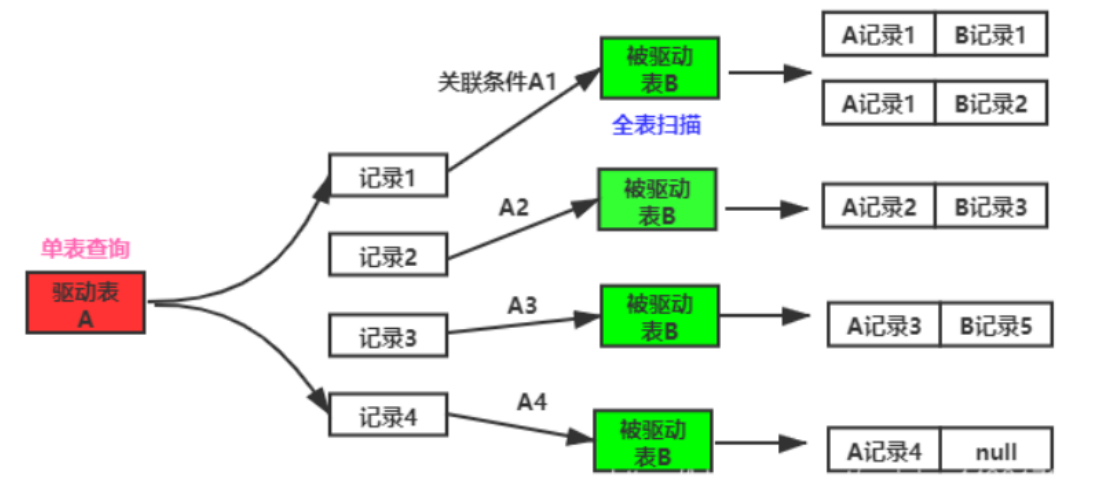 单表查询
驱动表
A
记录1
记录2
记录3
记录4
关联条件A1
A2
A3
A4
被驱动
表B
全表扫描
被驱动
表B
被驱动
表B
被驱动
表B
A记录1 B记录1
A记录1 B记录2
A记录2 B记录3
A记录3 B记录5
A记录4 null